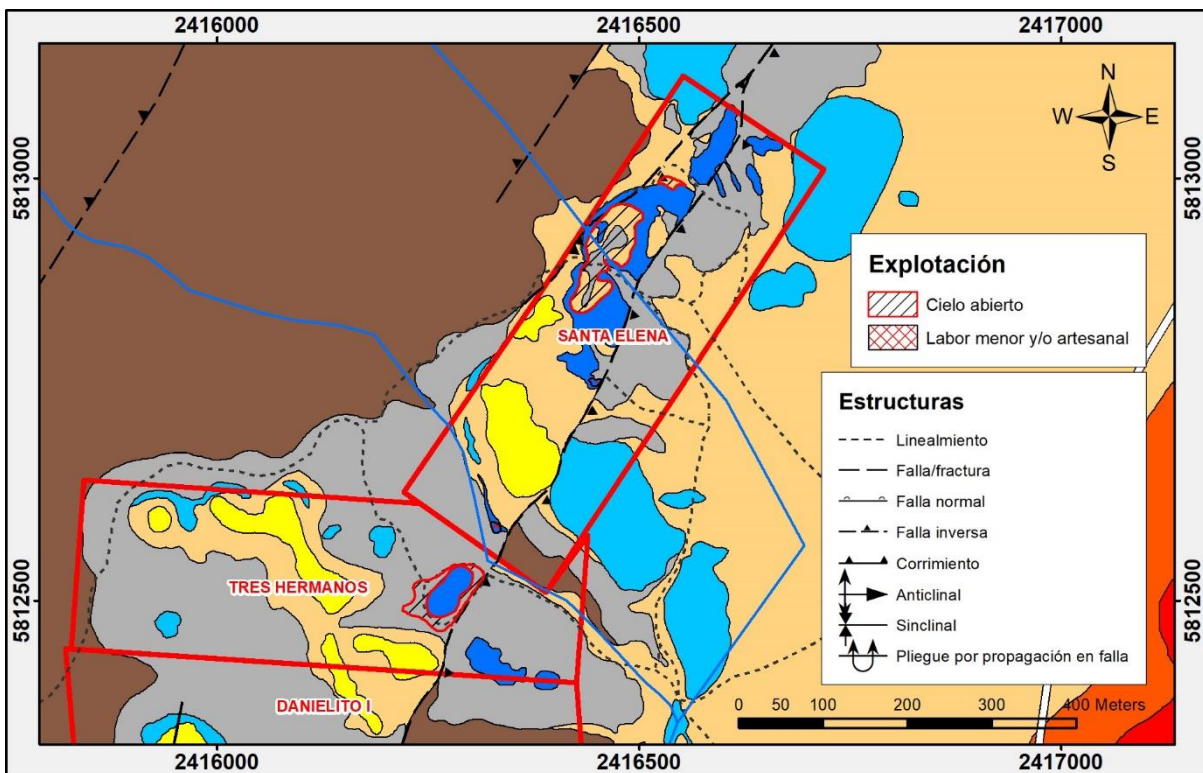 2416000 2416500 2417000
N
W E
S
5813000 5813000
Explotación
Cielo abierto
Labor menor y/o artesanal
SANTA ELENA
Estructuras
Linealmiento
Falla/fractura
Falla normal
Falla inversa
Corrimiento
Anticlinal
Sinclinal
Pliegue por propagación en falla
TRES HERMANOS
5812500 5812500
DANIELITO I
0 50 100 200 300 400 Meters
2416000 2416500 2417000